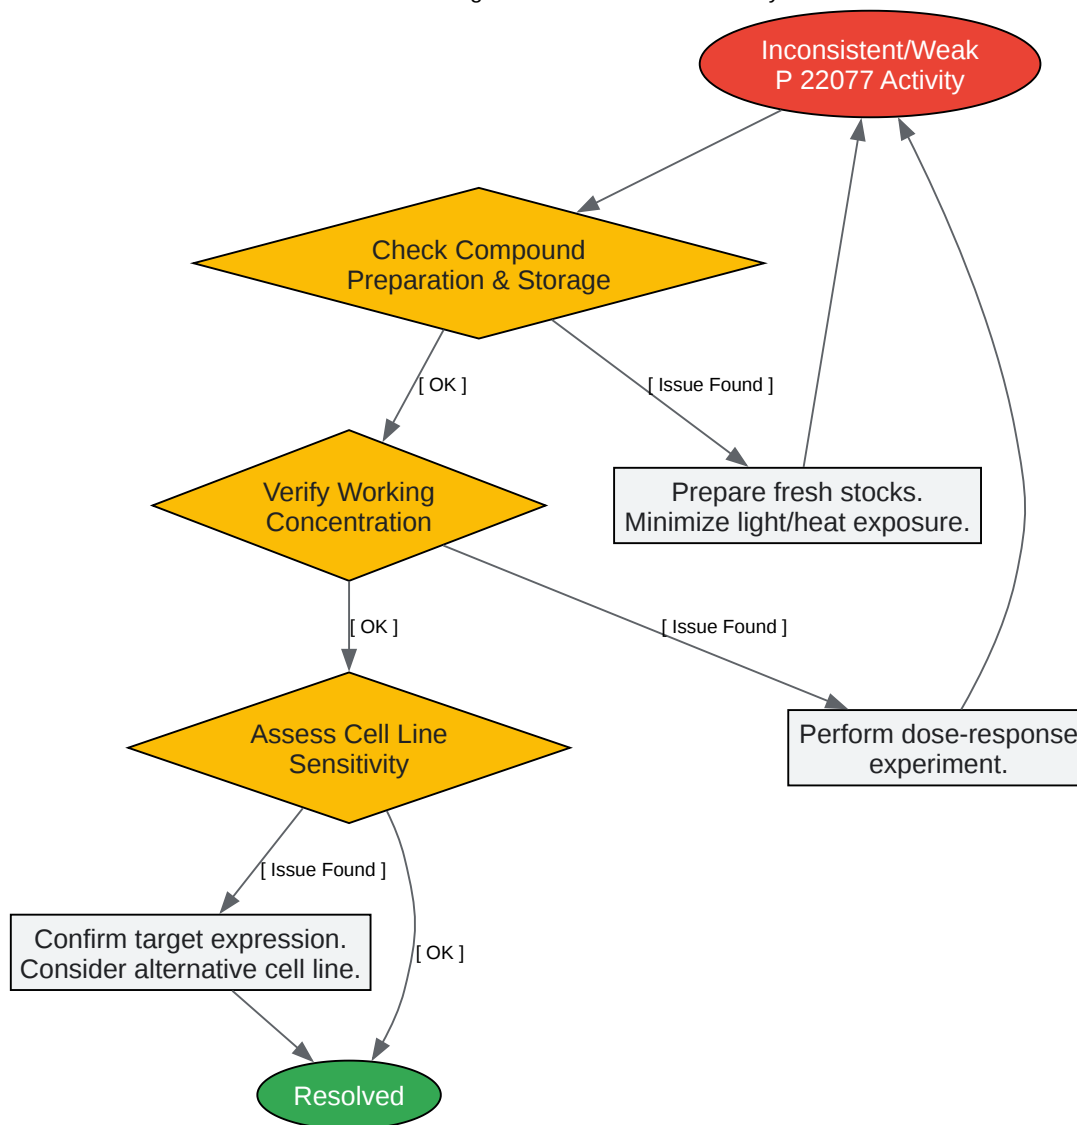 Inconsistent/Weak
P 22077 Activity
Check Compound
Preparation & Storage
[ OK ]
[ Issue Found ]
Verify Working
Concentration
Prepare fresh stocks.
Minimize light/heat exposure.
[ OK ]
[ Issue Found ]
Assess Cell Line
Sensitivity
Perform dose-response
experiment.
[ Issue Found ]
Confirm target expression.
Consider alternative cell line.
[ OK ]
Resolved